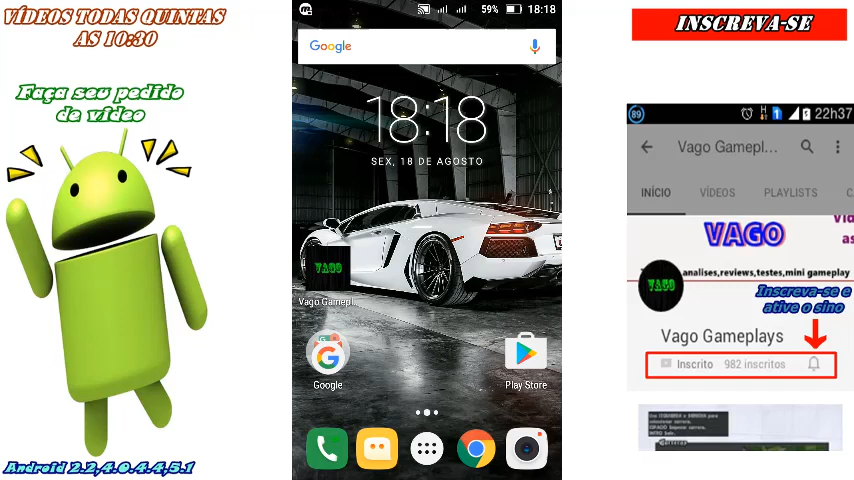 VÍDEOS TODAS QUINTAS
AS 10:30
Faça seu pedido
de vídeo
Android 2.2,4.0.4.4,5.1
59% 18:18
Google
18:18
SEX, 18 DE AGOSTO
VAGO
Vago Gamepl..
Google
Play Store
INSCREVA-SE
89
H
1
22h37
Vago Gamepl...
INÍCIO VÍDEOS PLAYLISTS C
VAGO
as
analises,reviews,testes,mini gameplay
VAGO
Inscreva-se e
ative o sino
Vago Gameplays
Inscrito 982 inscritos